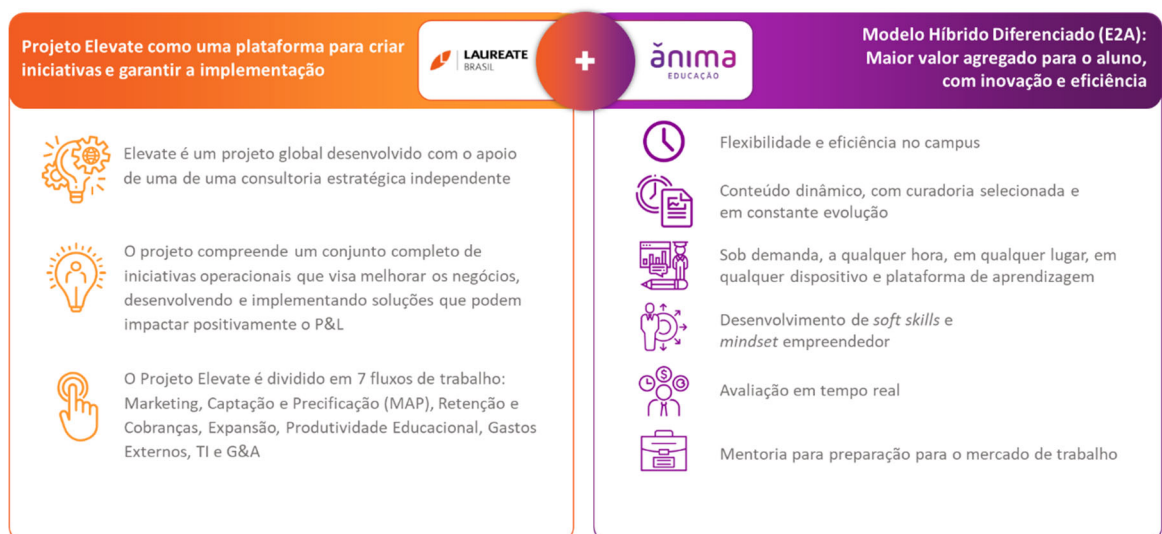 Projeto Elevate como uma plataforma para criar
iniciativas e garantir a implementação
LAUREATE
BRASIL
+
ănima
EDUCAÇÃO
Modelo Híbrido Diferenciado (E2A):
Maior valor agregado para o aluno,
com inovação e eficiência
Elevate é um projeto global desenvolvido com o apoio
de uma de uma consultoria estratégica independente
O projeto compreende um conjunto completo de
iniciativas operacionais que visa melhorar os negócios,
desenvolvendo e implementando soluções que podem
impactar positivamente o P&L
O Projeto Elevate é dividido em 7 fluxos de trabalho:
Marketing, Captação e Precificação (MAP), Retenção e
Cobranças, Expansão, Produtividade Educacional, Gastos
Externos, TI e G&A
Flexibilidade e eficiência no campus
Conteúdo dinâmico, com curadoria selecionada e
em constante evolução
Sob demanda, a qualquer hora, em qualquer lugar, em
qualquer dispositivo e plataforma de aprendizagem
Desenvolvimento de soft skills e
mindset empreendedor
Avaliação em tempo real
Mentoria para preparação para o mercado de trabalho